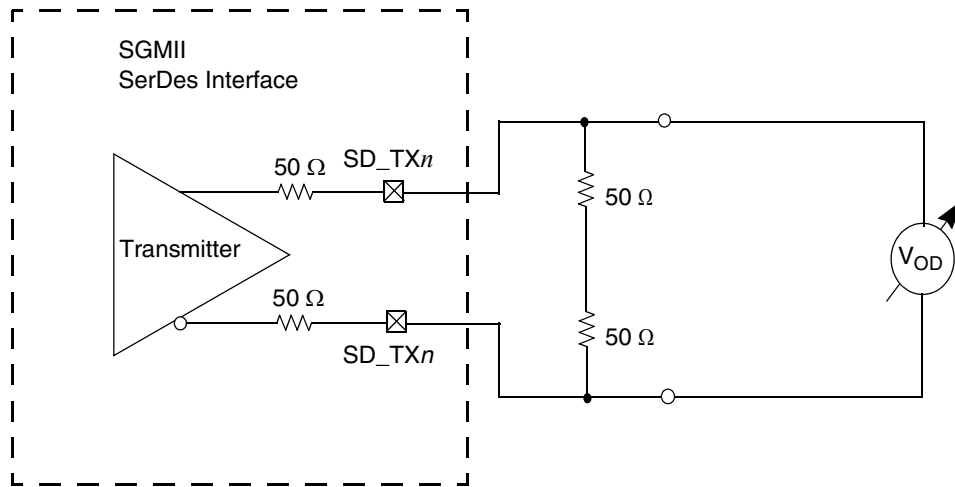 SGMII
SerDes Interface
50 Ω
SD_TXn
50 Ω
Transmitter
VOD
50 Ω
50 Ω
SD_TXn